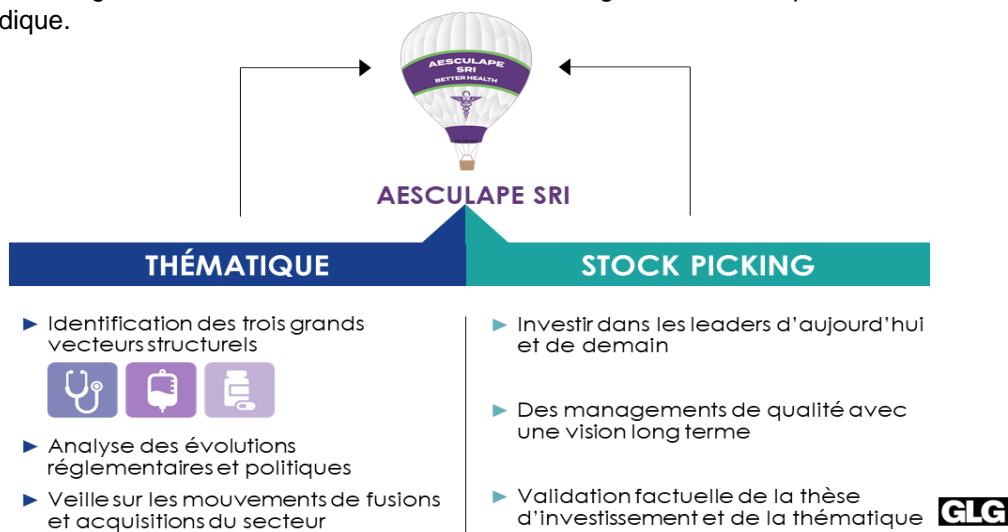 dique.
AESCULAPE
SRI
BETTER HEALTH
AESCULAPE SRI
THÉMATIQUE
STOCK PICKING
Identification des trois grands
vecteurs structurels
Analyse des évolutions
réglementaires et politiques
Veille sur les mouvements de fusions
et acquisitions du secteur
Investir dans les leaders d’aujourd’hui
et de demain
Des managements de qualité avec
une vision long terme
Validation factuelle de la thèse
d’investissement et de la thématique
GLG